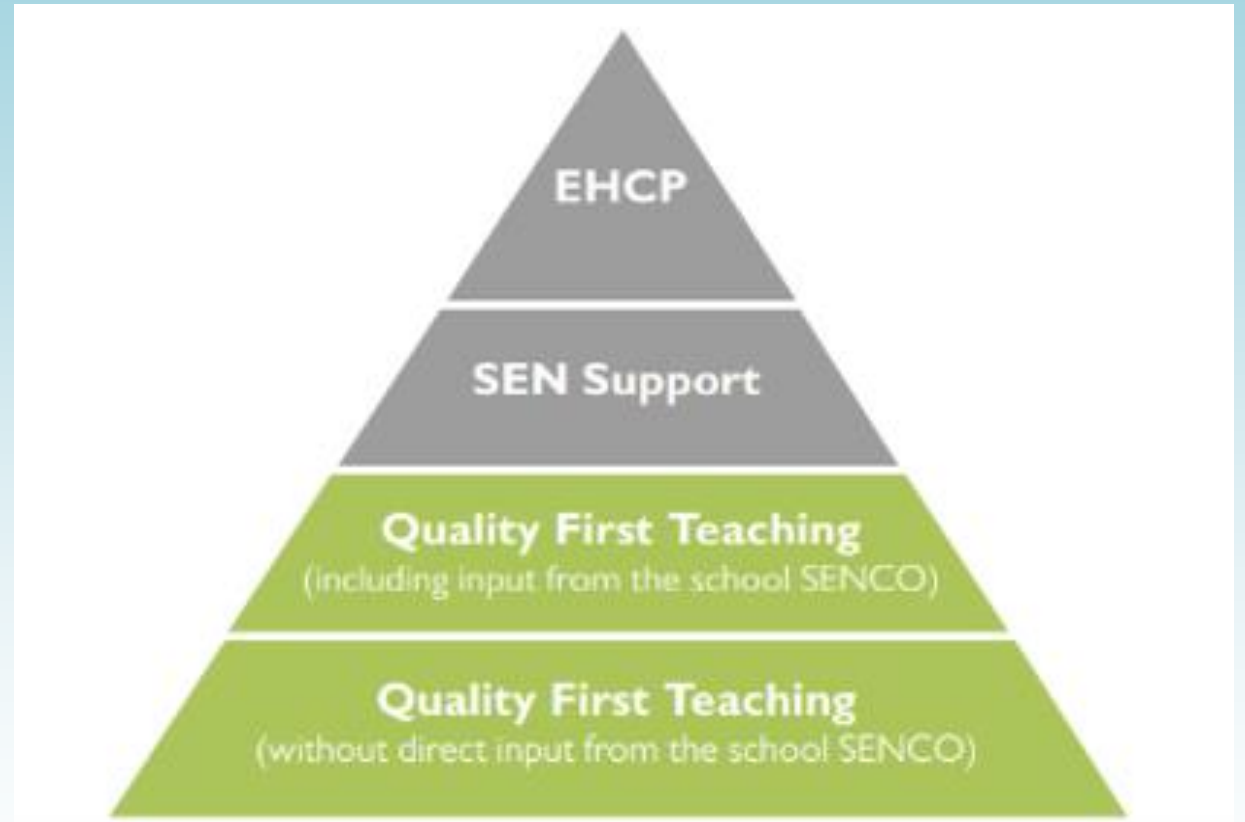 EHCP
SEN Support
Quality First Teaching
(including input from the school SENCO)
Quality First Teaching
(without direct input from the school SENCO)